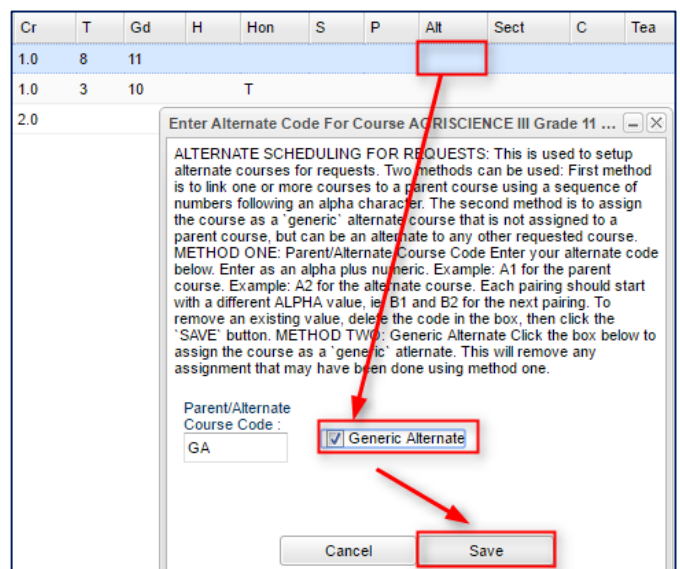 Cr T Gd H Hon S P Alt Sect C Tea
1.0 8 11
1.0 3 10 T
2.0
Enter Alternate Code For Course AGRISCIENCE III Grade 11 ...
ALTERNATE SCHEDULING FOR REQUESTS: This is used to setup
alternate courses for requests. Two methods can be used: First method
is to link one or more courses to a parent course using a sequence of
numbers following an alpha character. The second method is to assign
the course as a `generic` alternate course that is not assigned to a
parent course, but can be an alternate to any other requested course.
METHOD ONE: Parent/Alternate Course Code Enter your alternate code
below. Enter as an alpha plus numeric. Example: A1 for the parent
course. Example: A2 for the alternate course. Each pairing should start
with a different ALPHA value, ie. B1 and B2 for the next pairing. To
remove an existing value, delete the code in the box, then click the
`SAVE` button. METHOD TWO: Generic Alternate Click the box below to
assign the course as a `generic` atlernate. This will remove any
assignment that may have been done using method one.
Parent/Alternate
Course Code :
GA
Generic Alternate
Cancel Save